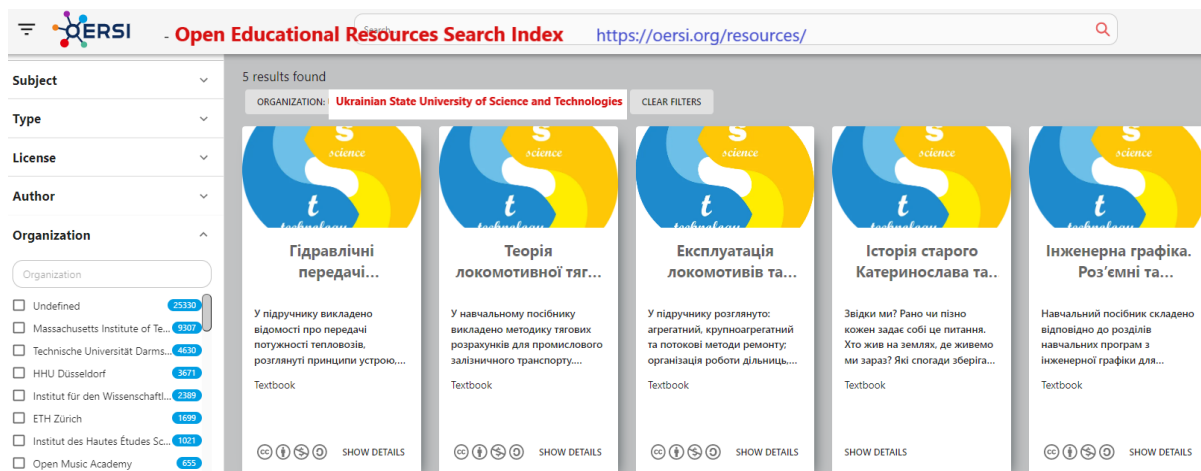 OERSI
- Open Educational Resources Search Index
Search...
https://oersi.org/resources/
Subject
Type
License
Author
Organization
Organization
Undefined 25330
Massachusetts Institute of Te... 9307
Technische Universität Darms... 4630
HHU Düsseldorf 3671
Institut für den Wissenschaftl... 2389
ETH Zürich 1699
Institut des Hautes Études Sc... 1021
Open Music Academy 655
5 results found
ORGANIZATION: Ukrainian State University of Science and Technologies
CLEAR FILTERS
s
science
t
technology
Гідравлічні
передачі...
У підручнику викладено
відомості про передачі
потужності тепловозів,
розглянуті принципи устрою,...
Textbook
SHOW DETAILS
s
science
t
technology
Теорія
локомотивної тяг...
У навчальному посібнику
викладено методику тягових
розрахунків для промислового
залізничного транспорту....
Textbook
SHOW DETAILS
s
science
t
technology
Експлуатація
локомотивів та...
У підручнику розглянуто:
агрегатний, крупноагрегатний
та потокові методи ремонту;
організація роботи дільниць,...
Textbook
SHOW DETAILS
s
science
t
technology
Історія старого
Катеринослава та..
Звідки ми? Рано чи пізно
кожен задає собі це питання.
Хто жив на землях, де живемо
ми зараз? Які спогади зберіга...
Textbook
SHOW DETAILS
s
science
t
technology
Інженерна графіка.
Роз'ємні та...
Навчальний посібник складено
відповідно до розділів
навчальних програм з
інженерної графіки для...
Textbook
SHOW DETAILS